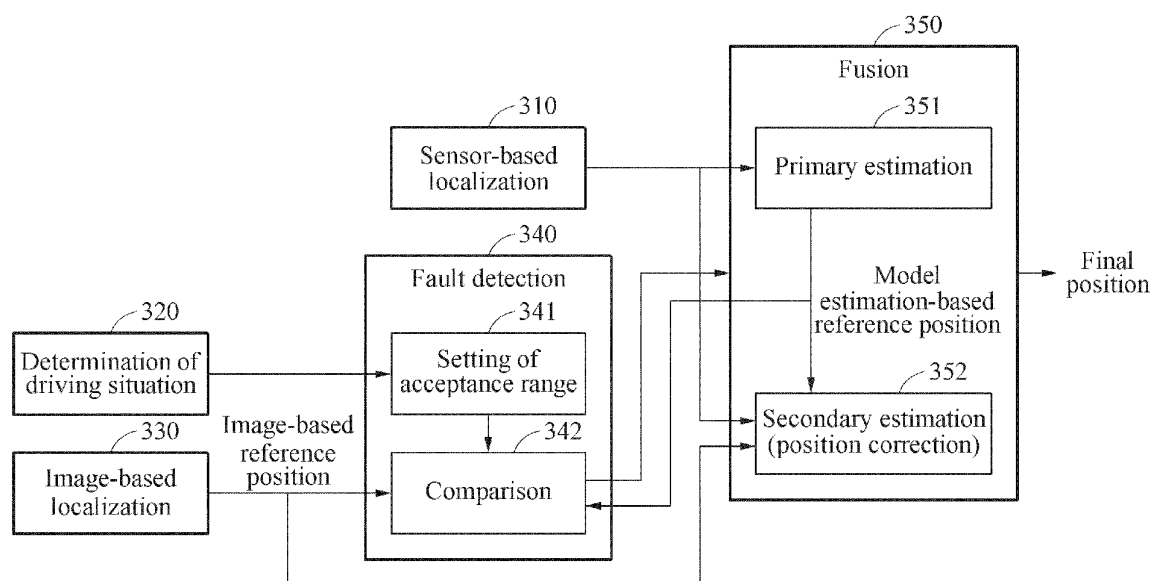 350
Fusion
310
351
Sensor-based
localization
Primary estimation
340
Fault detection
Model
estimation-based
reference position
Final
position
320
341
Determination of
driving situation
Setting of
acceptance range
352
330
Image-based
reference
position
342
Secondary estimation
(position correction)
Image-based
localization
Comparison